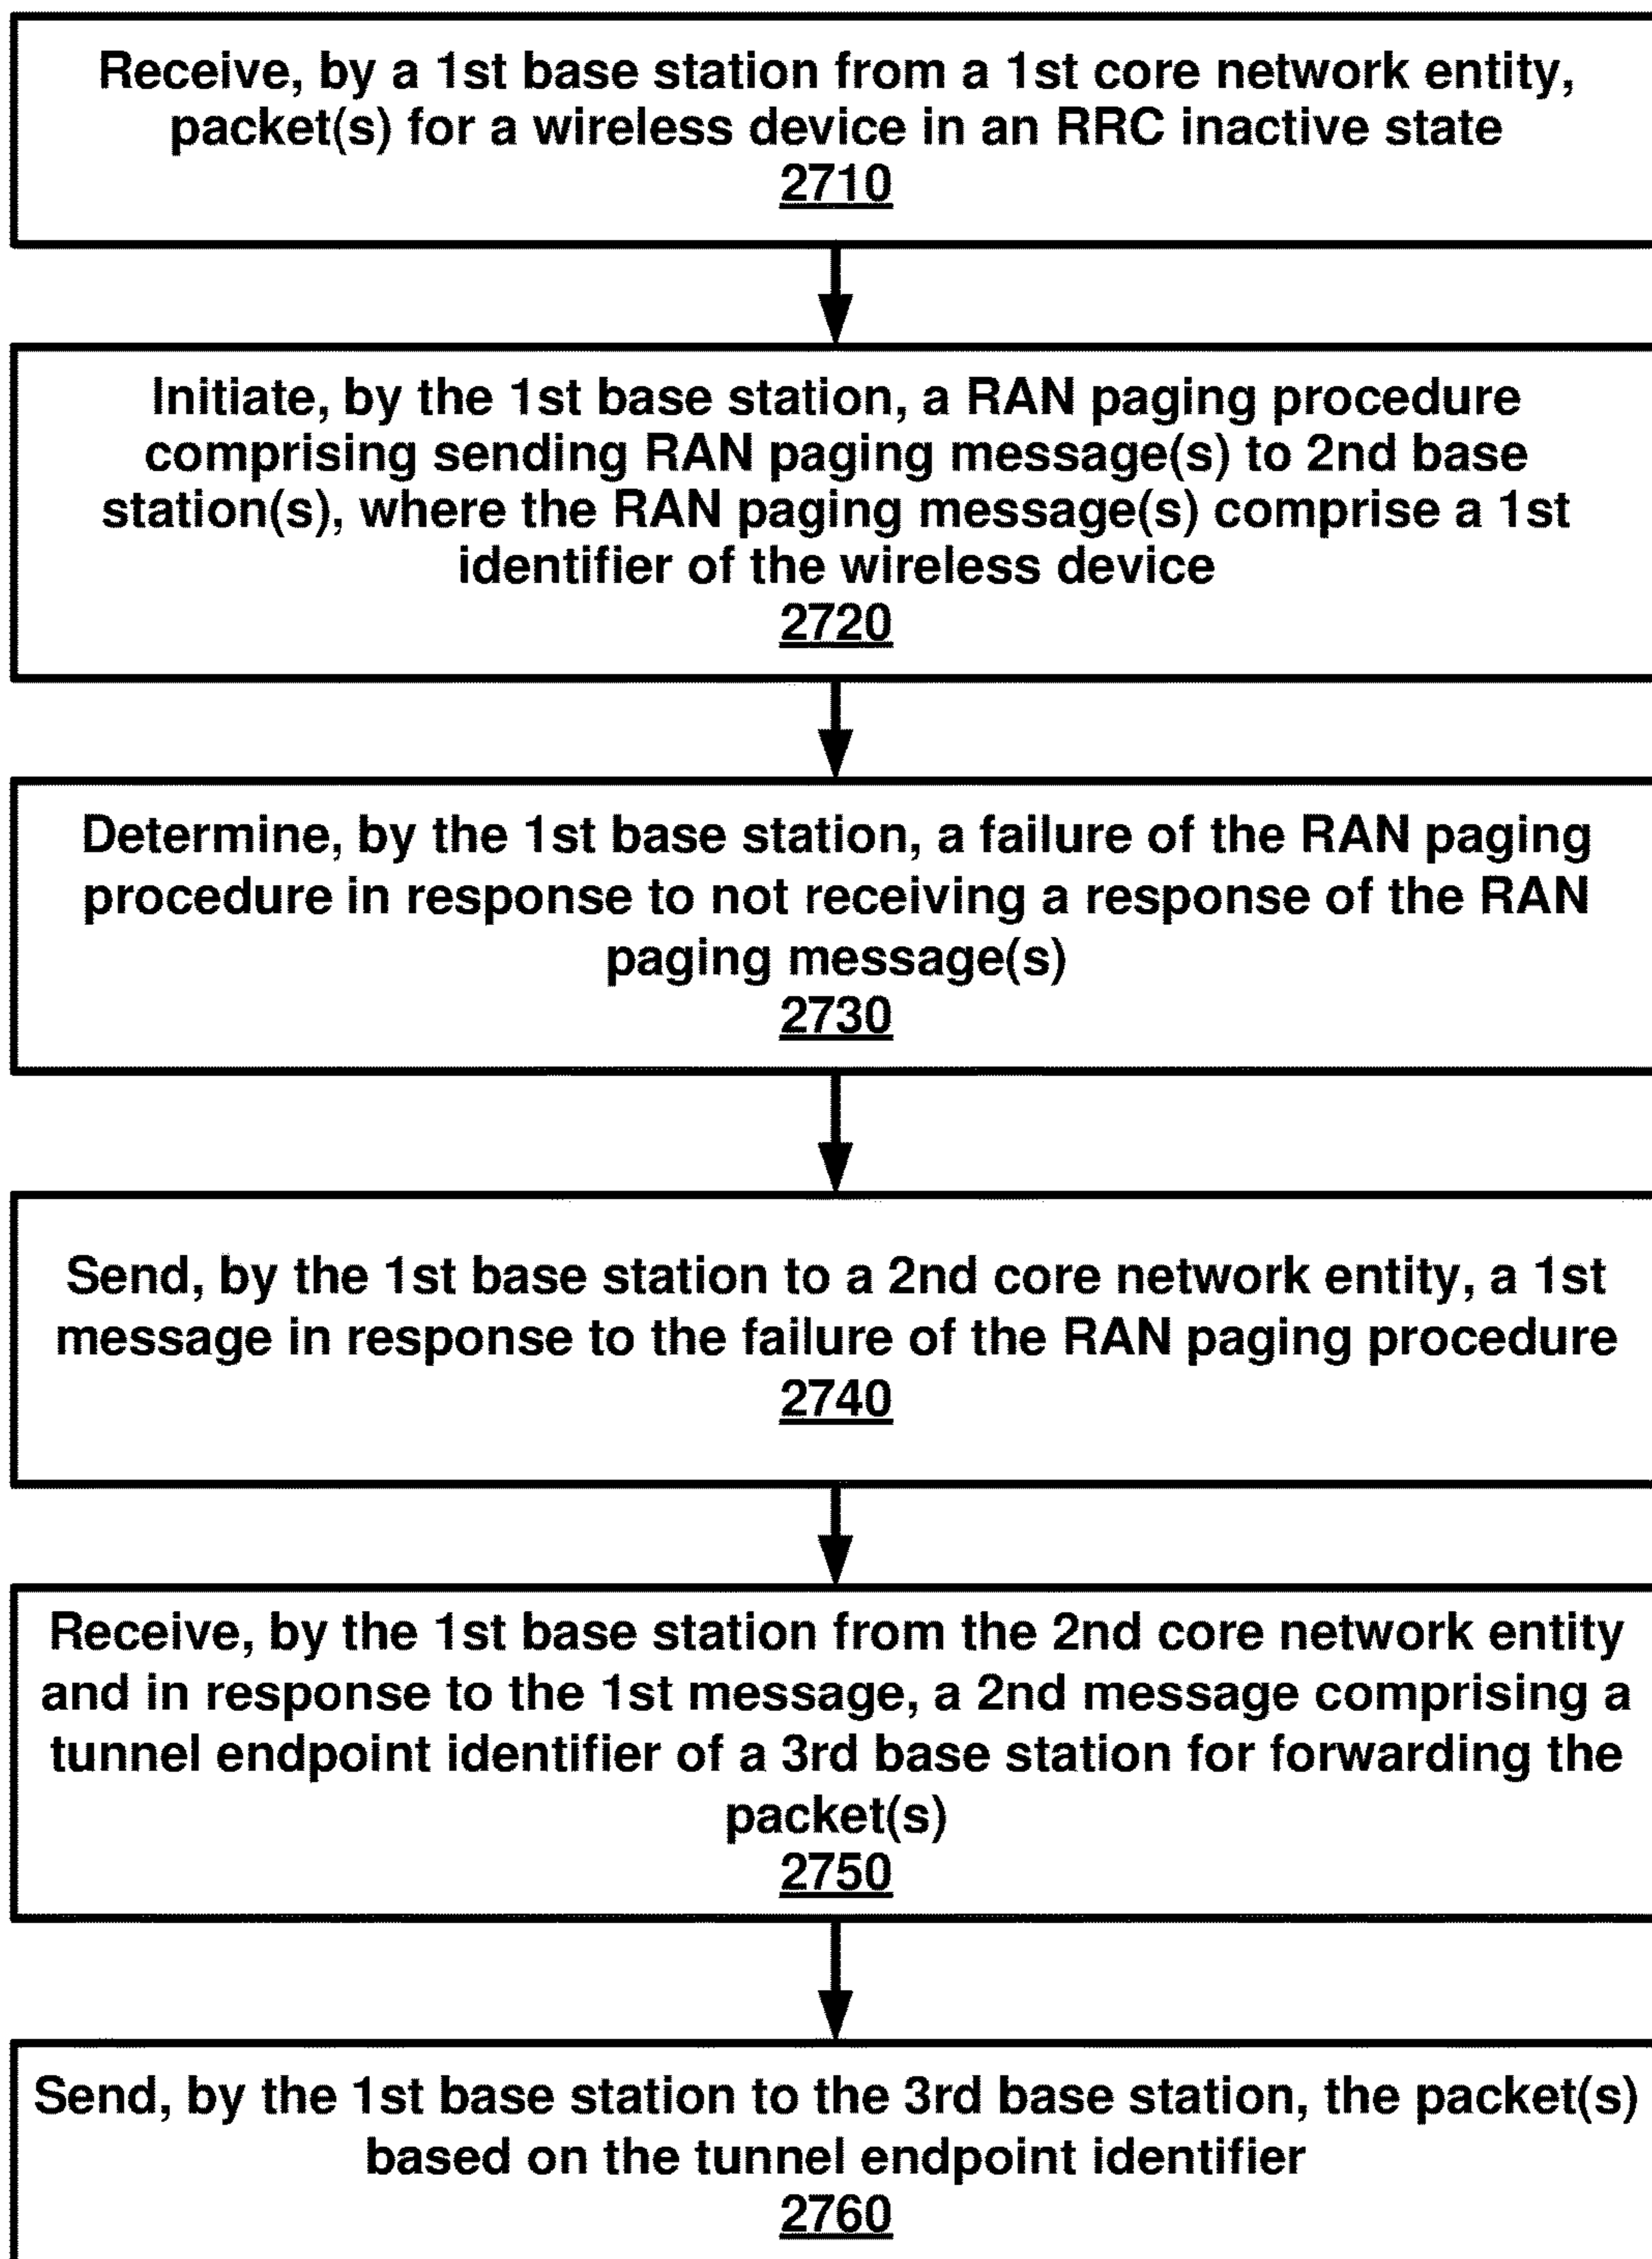 Receive, by a 1st base station from a 1st core network entity,
packet(s) for a wireless device in an RRC inactive state
2710
Initiate, by the 1st base station, a RAN paging procedure
comprising sending RAN paging message(s) to 2nd base
station(s), where the RAN paging message(s) comprise a 1st
identifier of the wireless device
2720
Determine, by the 1st base station, a failure of the RAN paging
procedure in response to not receiving a response of the RAN
paging message(s)
2730
Send, by the 1st base station to a 2nd core network entity, a 1st
message in response to the failure of the RAN paging procedure
2740
Receive, by the 1st base station from the 2nd core network entity
and in response to the 1st message, a 2nd message comprising a
tunnel endpoint identifier of a 3rd base station for forwarding the
packet(s)
2750
Send, by the 1st base station to the 3rd base station, the packet(s)
based on the tunnel endpoint identifier
2760